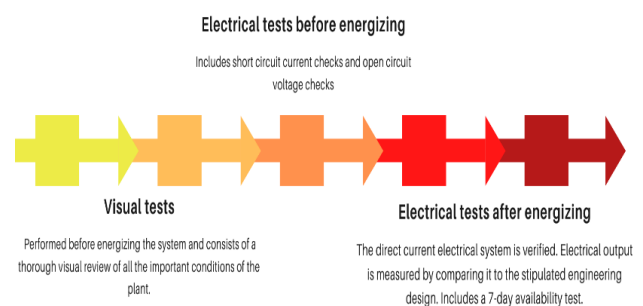 Electrical tests before energizing
Includes short circuit current checks and open circuit
voltage checks
Visual tests
Performed before energizing the system and consists of a
thorough visual review of all the important conditions of the
plant.
Electrical tests after energizing
The direct current electrical system is verified. Electrical output
is measured by comparing it to the stipulated engineering
design. Includes a 7-day availability test.